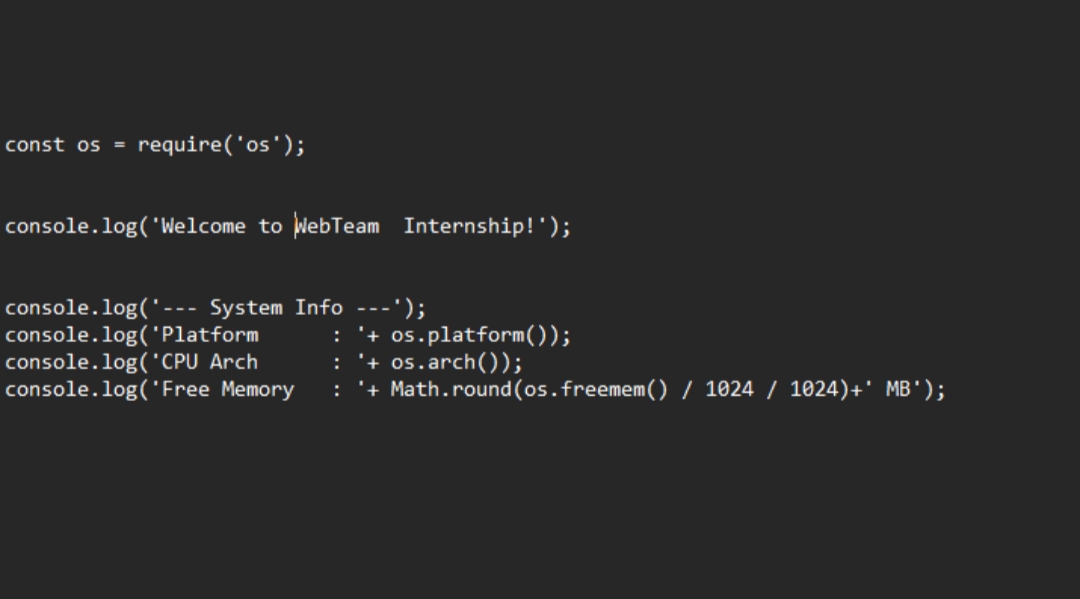 const os = require('os');
console.log('Welcome to WebTeam  Internship!');
console.log('--- System Info ---');
console.log('Platform      : '+ os.platform());
console.log('CPU Arch      : '+ os.arch());
console.log('Free Memory   : '+ Math.round(os.freemem() / 1024 / 1024)+' MB');